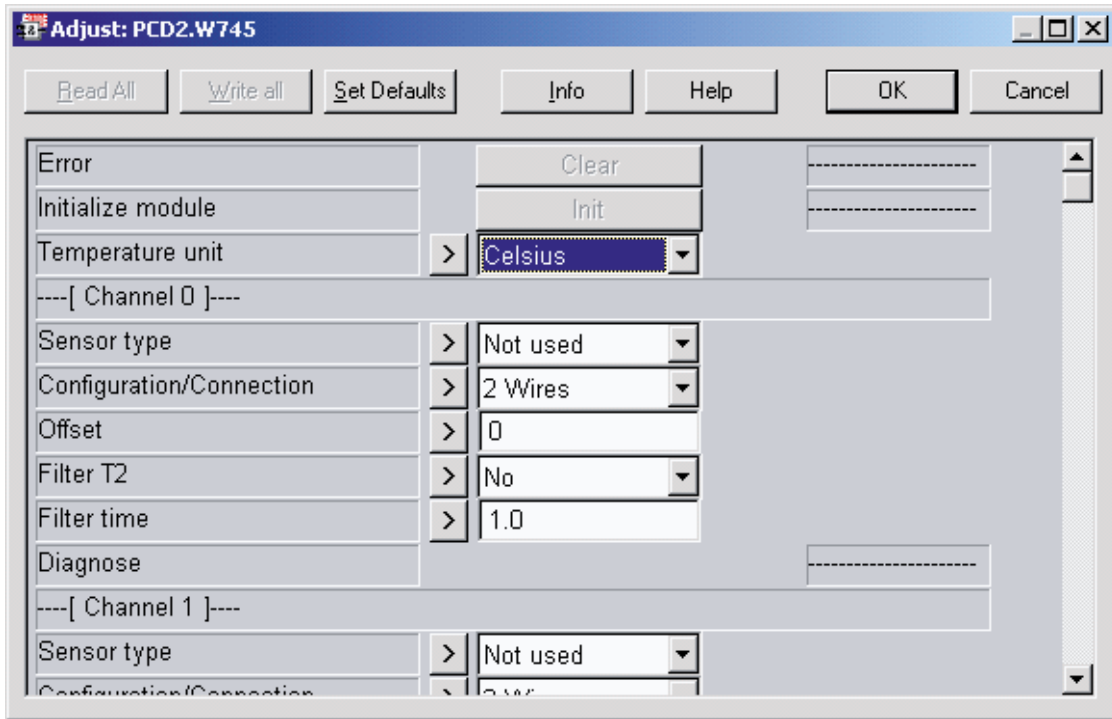 Adjust: PCD2.W745
Read All Write all Set Defaults Info Help OK Cancel
Error Clear ---------------------
Initialize module Init ---------------------
Temperature unit > Celsius
----[ Channel 0 ]----
Sensor type > Not used
Configuration/Connection > 2 Wires
Offset > 0
Filter T2 > No
Filter time > 1.0
Diagnose ---------------------
----[ Channel 1 ]----
Sensor type > Not used
Configuration/Connection >